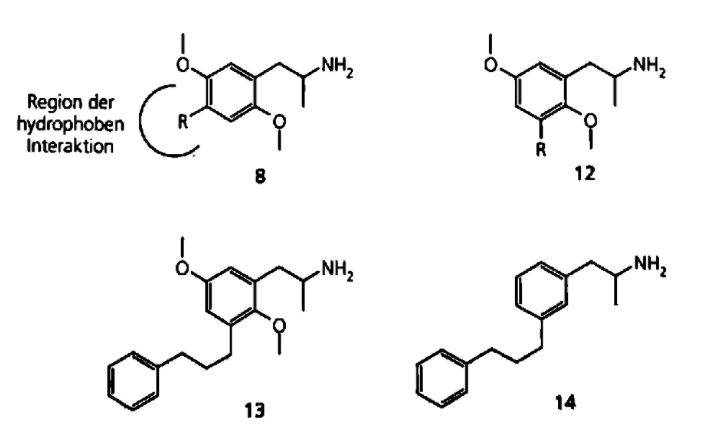 O
NH₂
O
NH₂
Region der
hydrophoben
Interaktion
R
O
O
R
8
12
O
NH₂
NH₂
O
13
14